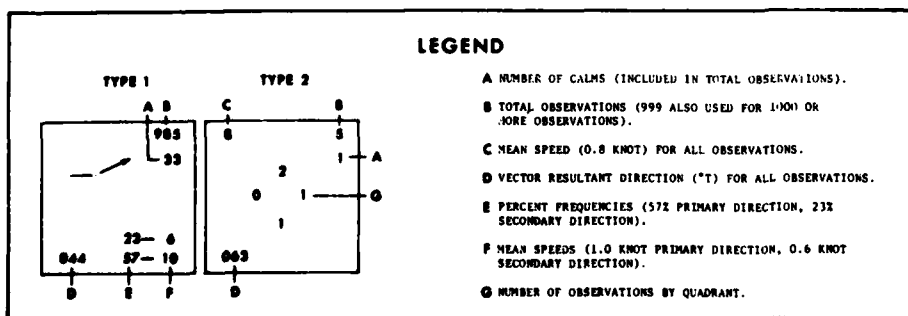 LEGEND
TYPE 1 TYPE 2
A B C B
985 8 5
33 1 A
2
0 1 G
1
23 6
044 57 10 063
D E F D
A NUMBER OF CALMS (INCLUDED IN TOTAL OBSERVATIONS).
B TOTAL OBSERVATIONS (999 ALSO USED FOR 1000 OR
MORE OBSERVATIONS).
C MEAN SPEED (0.8 KNOT) FOR ALL OBSERVATIONS.
D VECTOR RESULTANT DIRECTION (°T) FOR ALL OBSERVATIONS.
E PERCENT FREQUENCIES (57% PRIMARY DIRECTION, 23%
SECONDARY DIRECTION).
F MEAN SPEEDS (1.0 KNOT PRIMARY DIRECTION, 0.6 KNOT
SECONDARY DIRECTION).
G NUMBER OF OBSERVATIONS BY QUADRANT.